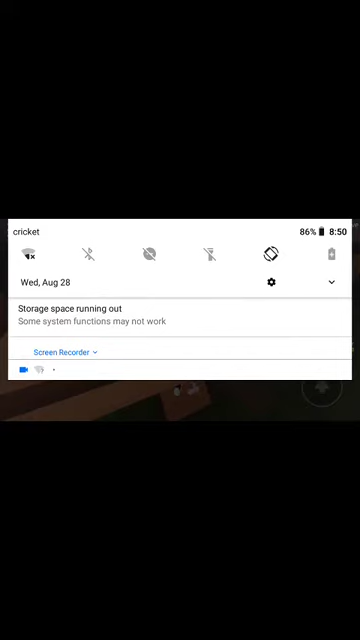 cricket
86% 8:50
Wed, Aug 28
Storage space running out
Some system functions may not work
Screen Recorder